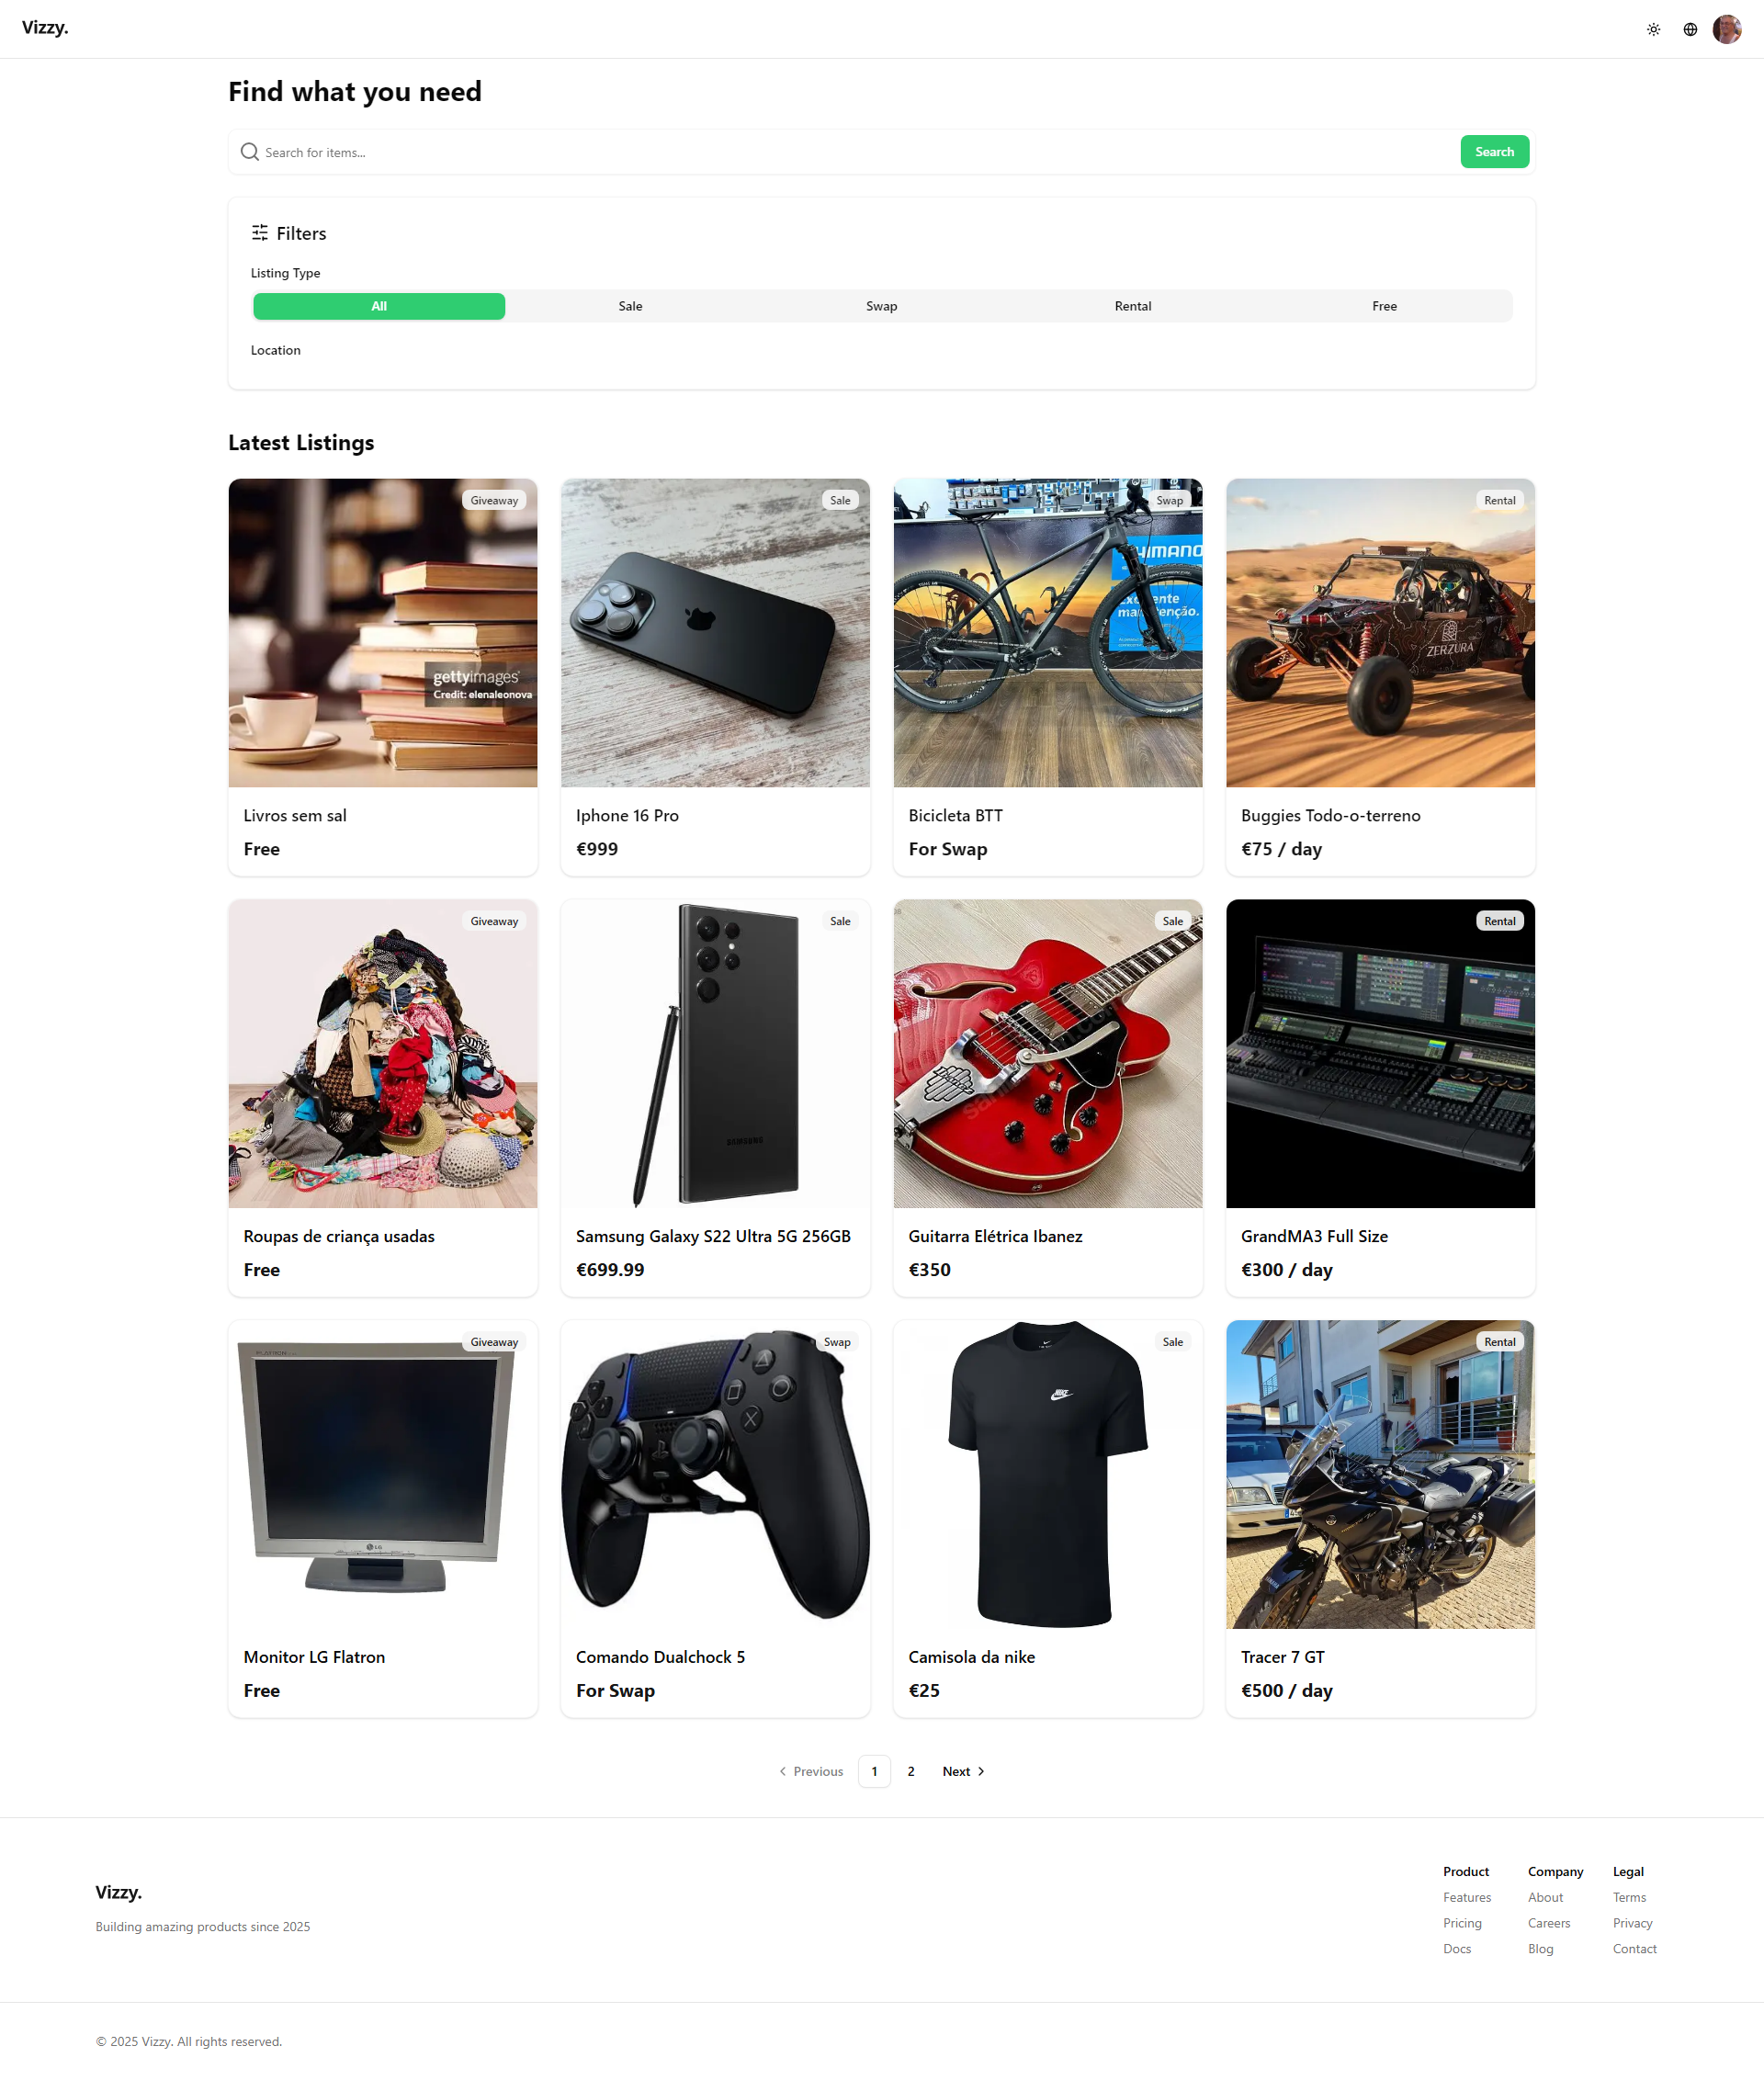 Vizzy.
Find what you need
Search for items...
Search
Filters
Listing Type
All
Sale
Swap
Rental
Free
Location
Latest Listings
Giveaway
gettyimages
Credit: elenaleonova
Livros sem sal
Free
Sale
Iphone 16 Pro
€999
Swap
SHIMANO
Bicicleta BTT
For Swap
Rental
ZERZURA
Buggies Todo-o-terreno
€75 / day
Giveaway
Roupas de criança usadas
Free
Sale
SAMSUNG
Samsung Galaxy S22 Ultra 5G 256GB
€699.99
Sale
Guitarra Elétrica Ibanez
€350
Rental
GrandMA3 Full Size
€300 / day
Giveaway
LG
Monitor LG Flatron
Free
Swap
Comando Dualchock 5
For Swap
Sale
NIKE
Camisola da nike
€25
Rental
Tracer 7 GT
€500 / day
Previous
1
2
Next
Vizzy.
Building amazing products since 2025
Product
Features
Pricing
Docs
Company
About
Careers
Blog
Legal
Terms
Privacy
Contact
© 2025 Vizzy. All rights reserved.